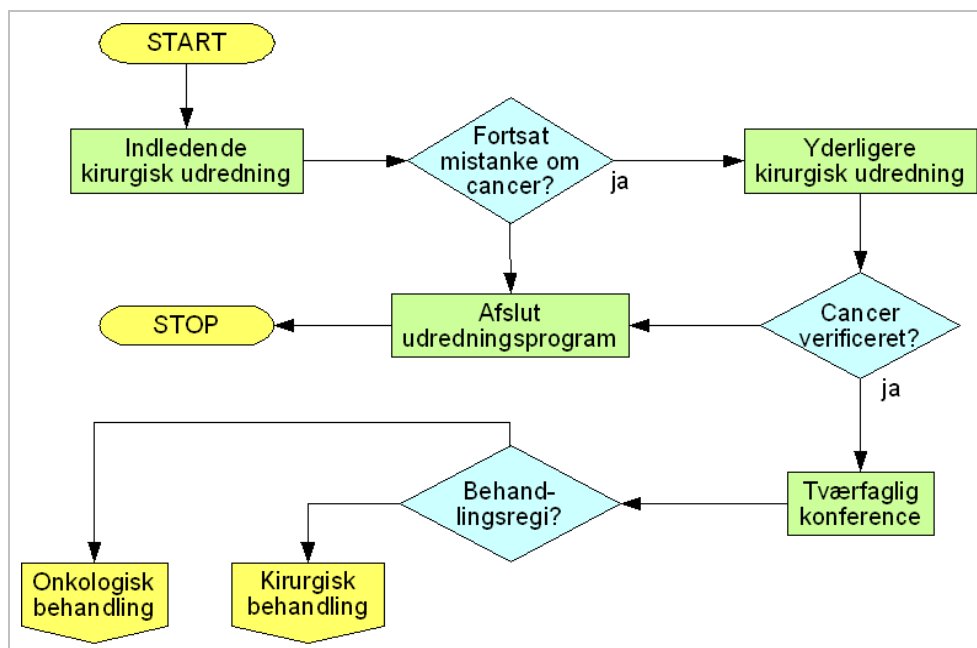 START
Indledende
kirurgisk udredning
Fortsat
mistanke om
cancer?
ja
Yderligere
kirurgisk udredning
STOP
Afslut
udredningsprogram
Cancer
verificeret?
ja
Behand-
lingsregi?
Tværfaglig
konference
Onkologisk
behandling
Kirurgisk
behandling